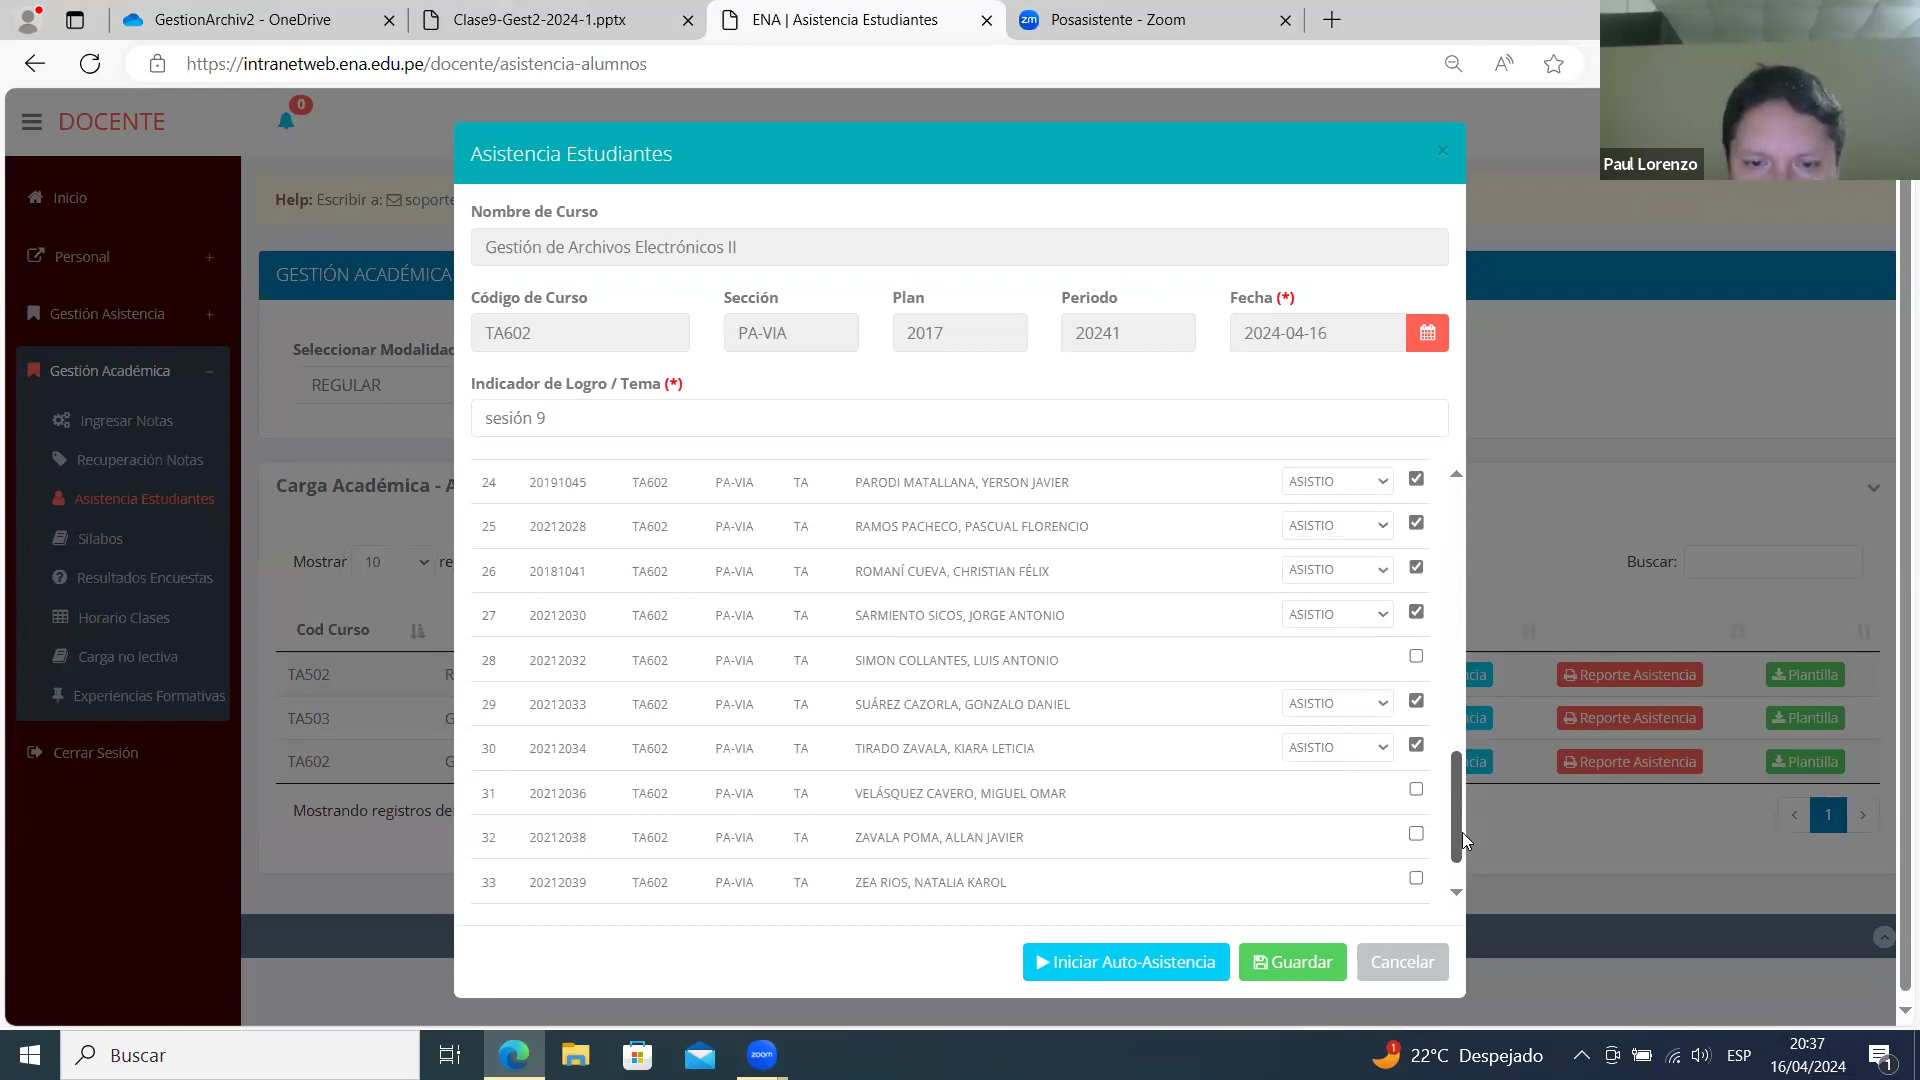 GestionArchiv2 - OneDrive
Clase9-Gest2-2024-1.pptx
ENA | Asistencia Estudiantes
zm Posasistente - Zoom
https://intranetweb.ena.edu.pe/docente/asistencia-alumnos
Paul Lorenzo
DOCENTE
0
Inicio
Personal +
Gestión Asistencia +
Gestión Académica –
Ingresar Notas
Recuperación Notas
Asistencia Estudiantes
Silabos
Resultados Encuestas
Horario Clases
Carga no lectiva
Experiencias Formativas
Cerrar Sesión
Help: Escribir a: soporte
GESTIÓN ACADÉMICA
Seleccionar Modalidad
REGULAR
Carga Académica - A
Mostrar 10 re
Buscar:
Cod Curso
TA502 R
TA503 G
TA602 G
Mostrando registros de
cia Reporte Asistencia Plantilla
cia Reporte Asistencia Plantilla
cia Reporte Asistencia Plantilla
< 1 >
Asistencia Estudiantes ×
Nombre de Curso
Gestión de Archivos Electrónicos II
Código de Curso Sección Plan Periodo Fecha (*)
TA602 PA-VIA 2017 20241 2024-04-16
Indicador de Logro / Tema (*)
sesión 9
24 20191045 TA602 PA-VIA TA PARODI MATALLANA, YERSON JAVIER ASISTIO
25 20212028 TA602 PA-VIA TA RAMOS PACHECO, PASCUAL FLORENCIO ASISTIO
26 20181041 TA602 PA-VIA TA ROMANÍ CUEVA, CHRISTIAN FÉLIX ASISTIO
27 20212030 TA602 PA-VIA TA SARMIENTO SICOS, JORGE ANTONIO ASISTIO
28 20212032 TA602 PA-VIA TA SIMON COLLANTES, LUIS ANTONIO
29 20212033 TA602 PA-VIA TA SUÁREZ CAZORLA, GONZALO DANIEL ASISTIO
30 20212034 TA602 PA-VIA TA TIRADO ZAVALA, KIARA LETICIA ASISTIO
31 20212036 TA602 PA-VIA TA VELÁSQUEZ CAVERO, MIGUEL OMAR
32 20212038 TA602 PA-VIA TA ZAVALA POMA, ALLAN JAVIER
33 20212039 TA602 PA-VIA TA ZEA RIOS, NATALIA KAROL
Iniciar Auto-Asistencia Guardar Cancelar
Buscar
zoom
1 22°C Despejado
ESP
20:37
16/04/2024
1